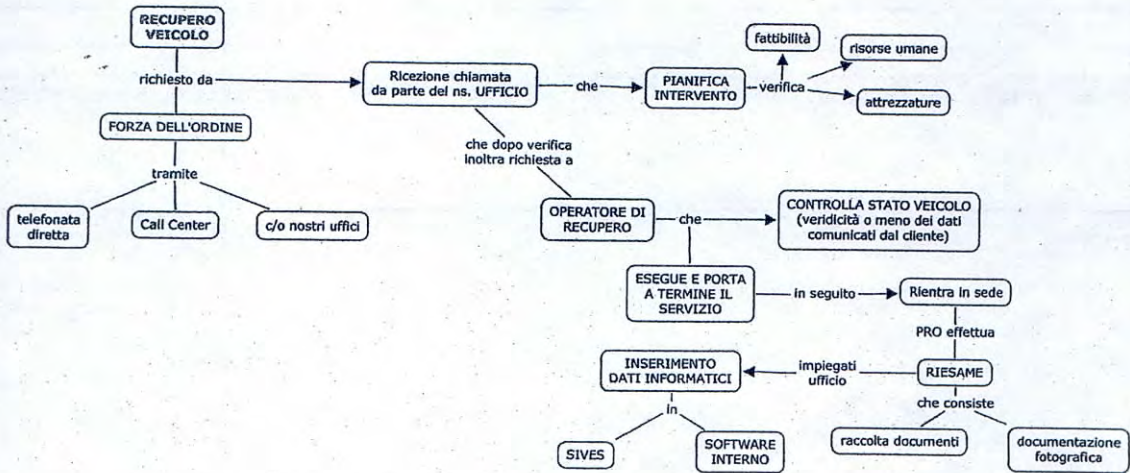 RECUPERO
VEICOLO
richiesto da
FORZA DELL'ORDINE
tramite
telefonata
diretta
Call Center
c/o nostri uffici
Ricezione chiamata
da parte del ns. UFFICIO
che
PIANIFICA
INTERVENTO
verifica
fattibilità
risorse umane
attrezzature
che dopo verifica
inoltra richiesta a
OPERATORE DI
RECUPERO
che
CONTROLLA STATO VEICOLO
(veridicità o meno dei dati
comunicati dal cliente)
ESEGUE E PORTA
A TERMINE IL
SERVIZIO
in seguito
Rientra in sede
PRO effettua
RIESAME
che consiste
raccolta documenti
documentazione
fotografica
impiegati
ufficio
INSERIMENTO
DATI INFORMATICI
in
SIVES
SOFTWARE
INTERNO